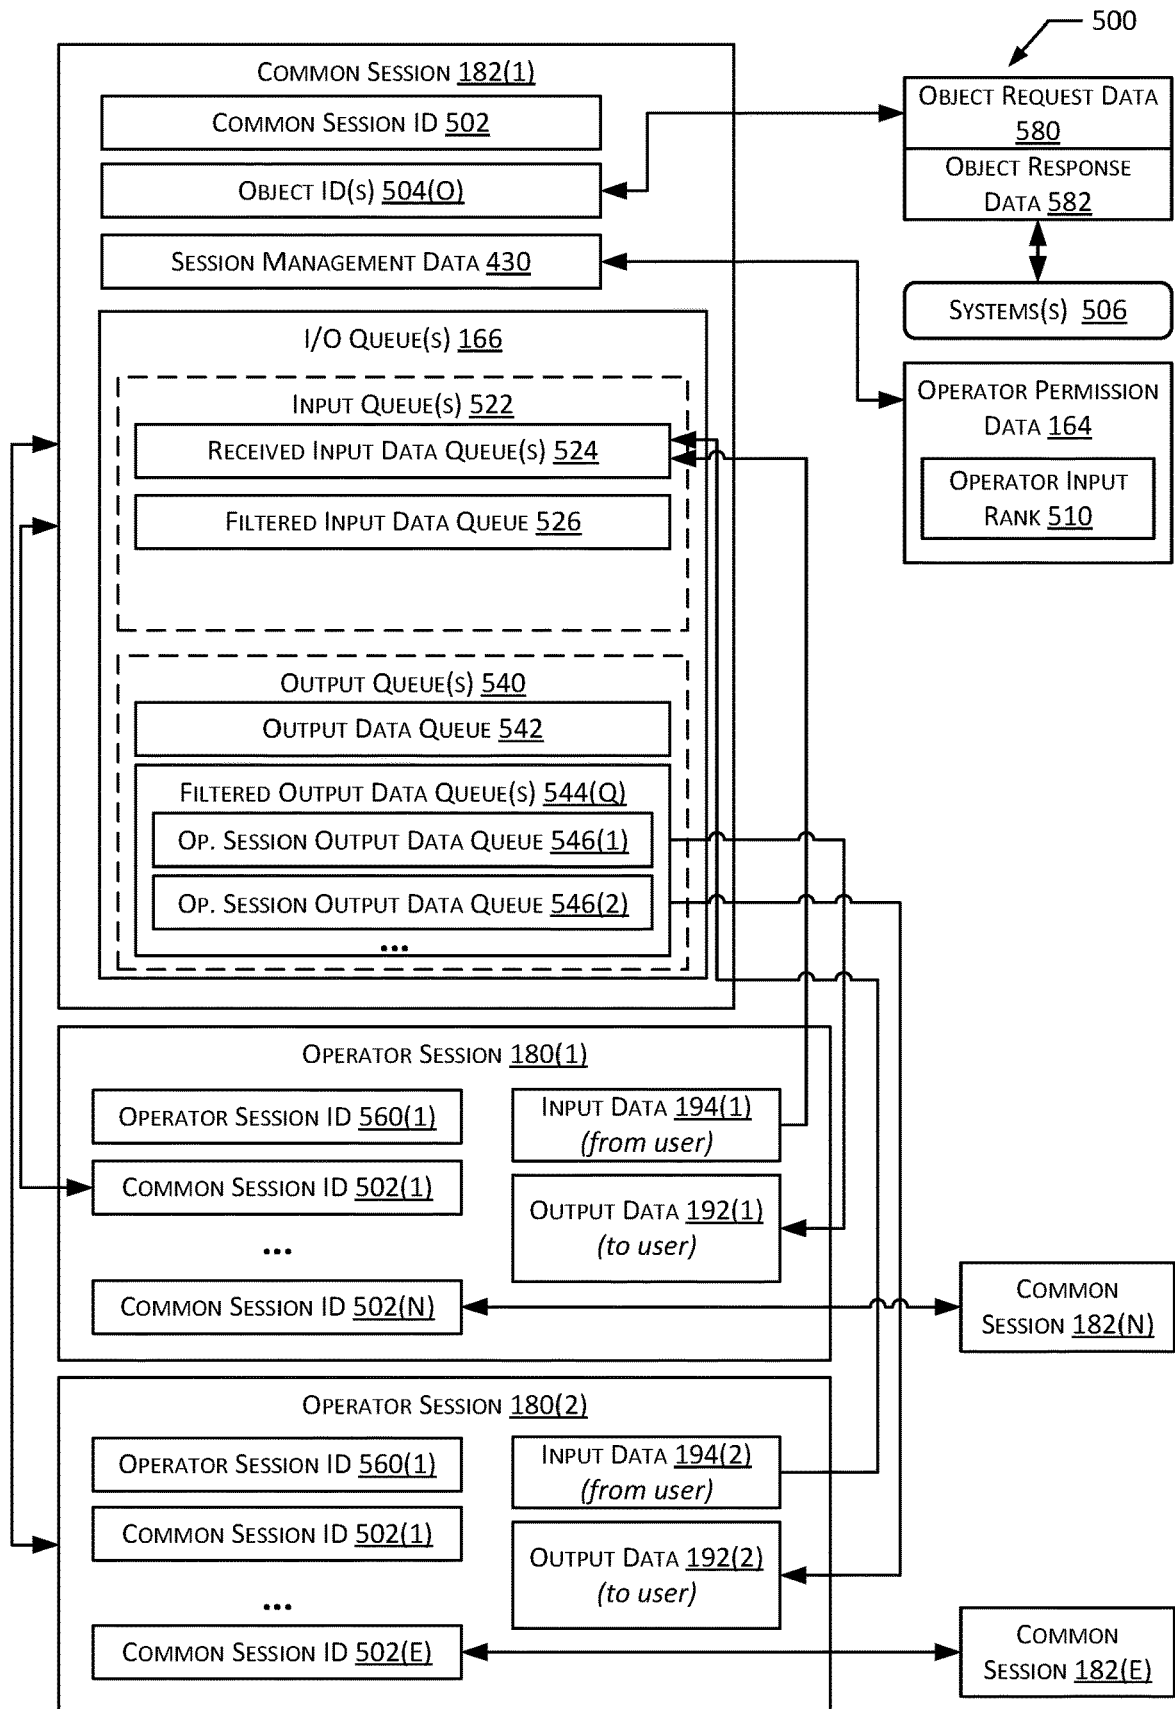 500
COMMON SESSION 182(1)
COMMON SESSION ID 502
OBJECT ID(S) 504(O)
SESSION MANAGEMENT DATA 430
I/O QUEUE(S) 166
INPUT QUEUE(S) 522
RECEIVED INPUT DATA QUEUE(S) 524
FILTERED INPUT DATA QUEUE 526
OUTPUT QUEUE(S) 540
OUTPUT DATA QUEUE 542
FILTERED OUTPUT DATA QUEUE(S) 544(Q)
OP. SESSION OUTPUT DATA QUEUE 546(1)
OP. SESSION OUTPUT DATA QUEUE 546(2)
...
OBJECT REQUEST DATA
580
OBJECT RESPONSE
DATA 582
SYSTEMS(S) 506
OPERATOR PERMISSION
DATA 164
OPERATOR INPUT
RANK 510
OPERATOR SESSION 180(1)
OPERATOR SESSION ID 560(1)
COMMON SESSION ID 502(1)
...
COMMON SESSION ID 502(N)
INPUT DATA 194(1)
(from user)
OUTPUT DATA 192(1)
(to user)
COMMON
SESSION 182(N)
OPERATOR SESSION 180(2)
OPERATOR SESSION ID 560(1)
COMMON SESSION ID 502(1)
...
COMMON SESSION ID 502(E)
INPUT DATA 194(2)
(from user)
OUTPUT DATA 192(2)
(to user)
COMMON
SESSION 182(E)